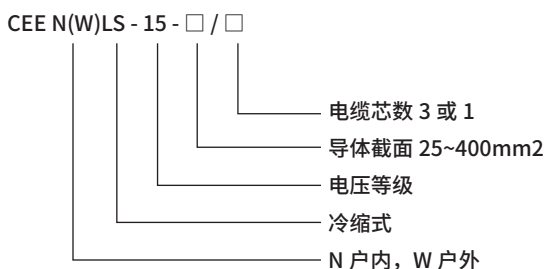 CEE N(W)LS - 15 - □ / □
电缆芯数 3 或 1
导体截面 25~400mm2
电压等级
冷缩式
N 户内，W 户外